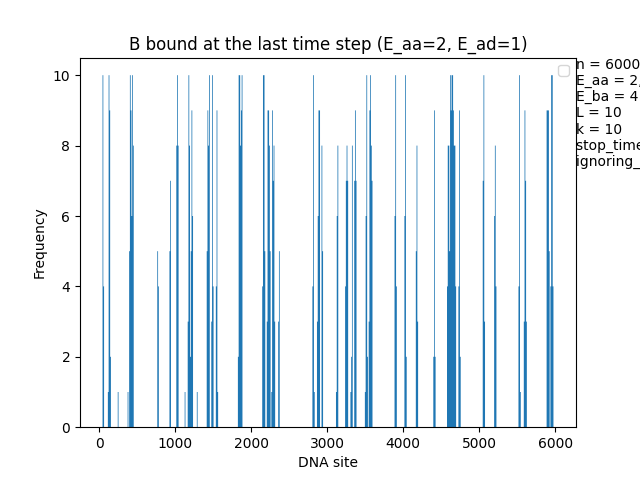 B bound at the last time step (E_aa=2, E_ad=1)
n = 6000
E_aa = 2,
E_ba = 4
L = 10
k = 10
stop_time
ignoring_
Frequency
10
8
6
4
2
0
0 1000 2000 3000 4000 5000 6000
DNA site